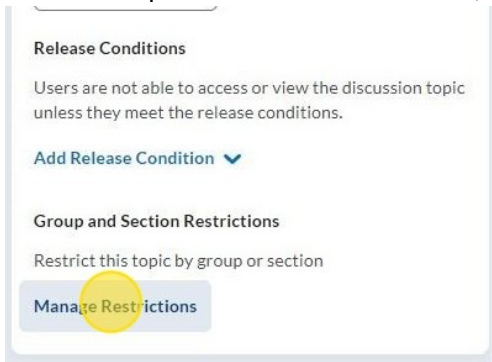 Release Conditions
Users are not able to access or view the discussion topic
unless they meet the release conditions.
Add Release Condition
Group and Section Restrictions
Restrict this topic by group or section
Manage Restrictions